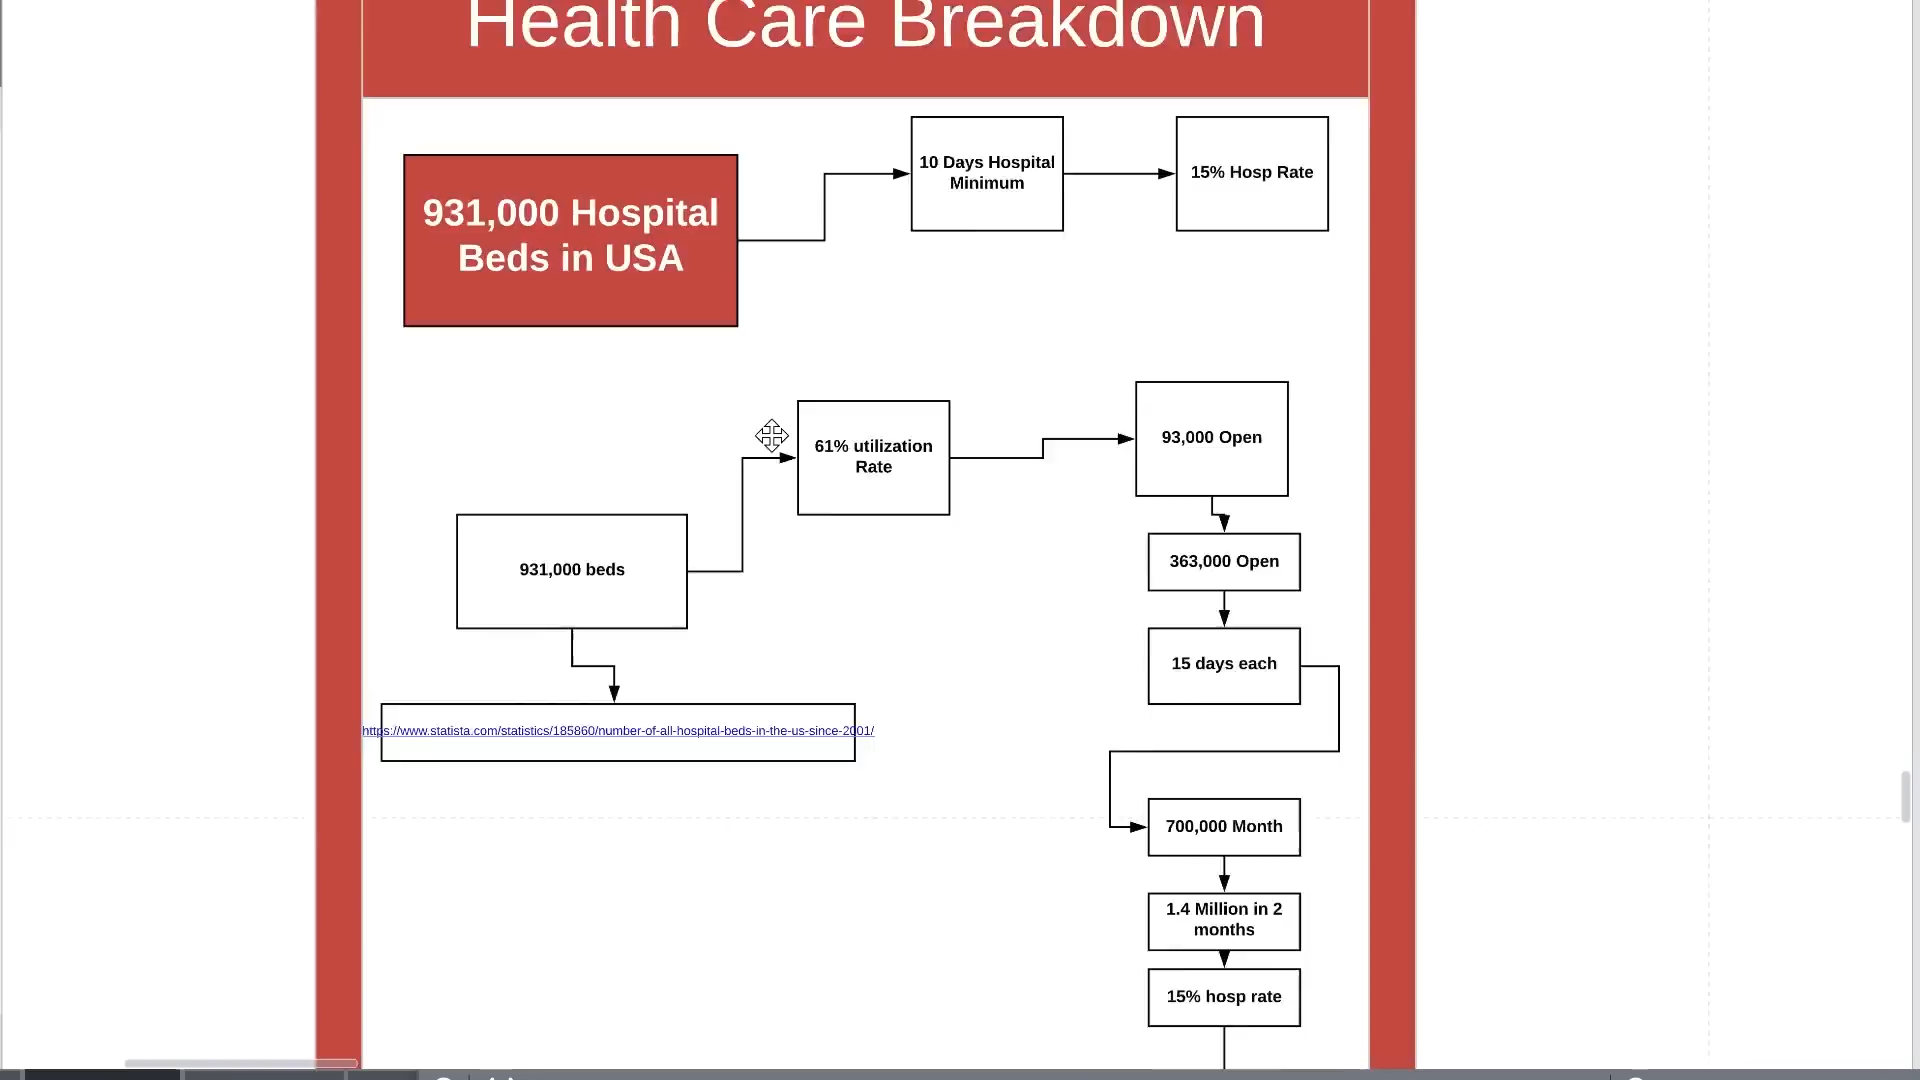 Health Care Breakdown
931,000 Hospital
Beds in USA
10 Days Hospital
Minimum
15% Hosp Rate
61% utilization
Rate
93,000 Open
931,000 beds
363,000 Open
15 days each
https://www.statista.com/statistics/185860/number-of-all-hospital-beds-in-the-us-since-2001/
700,000 Month
1.4 Million in 2
months
15% hosp rate